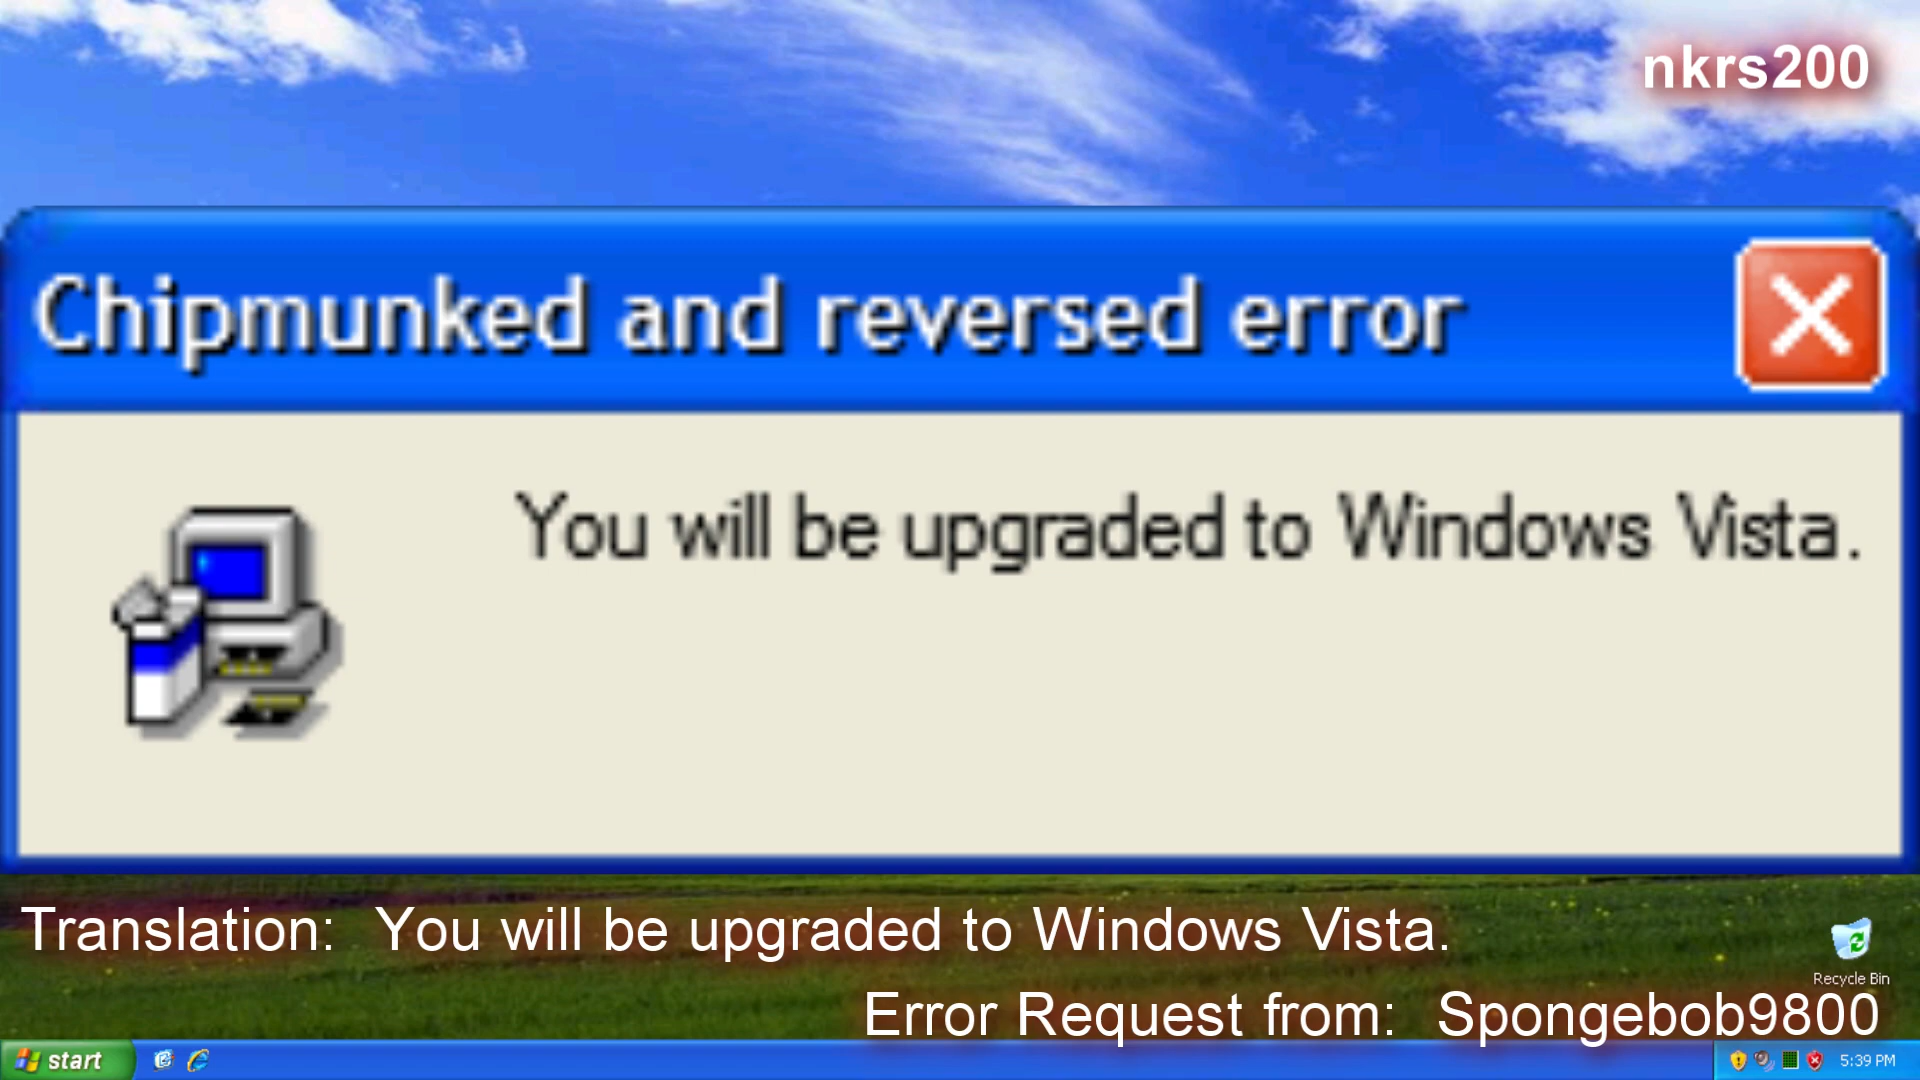 nkrs200
Chipmunked and reversed error
You will be upgraded to Windows Vista.
Translation: You will be upgraded to Windows Vista.
Recycle Bin
Error Request from: Spongebob9800
start
5:39 PM